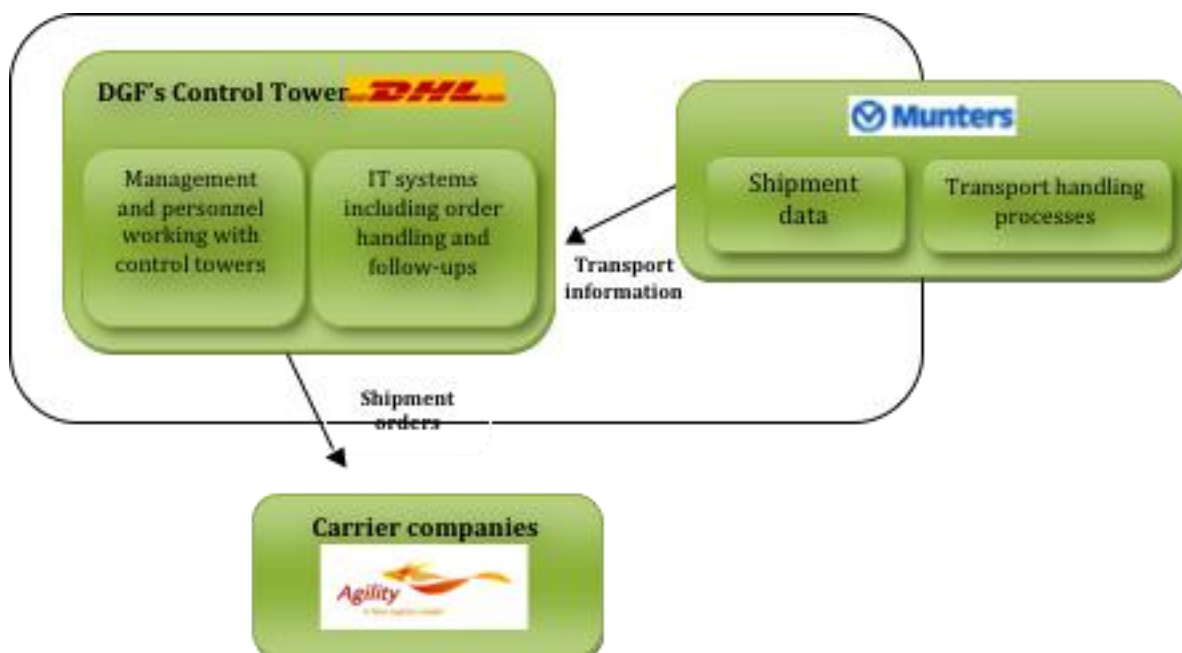 DGF's Control Tower
DHL
Management
and personnel
working with
control towers
IT systems
including order
handling and
follow-ups
Munters
Shipment
data
Transport handling
processes
Transport
information
Shipment
orders
Carrier companies
Agility